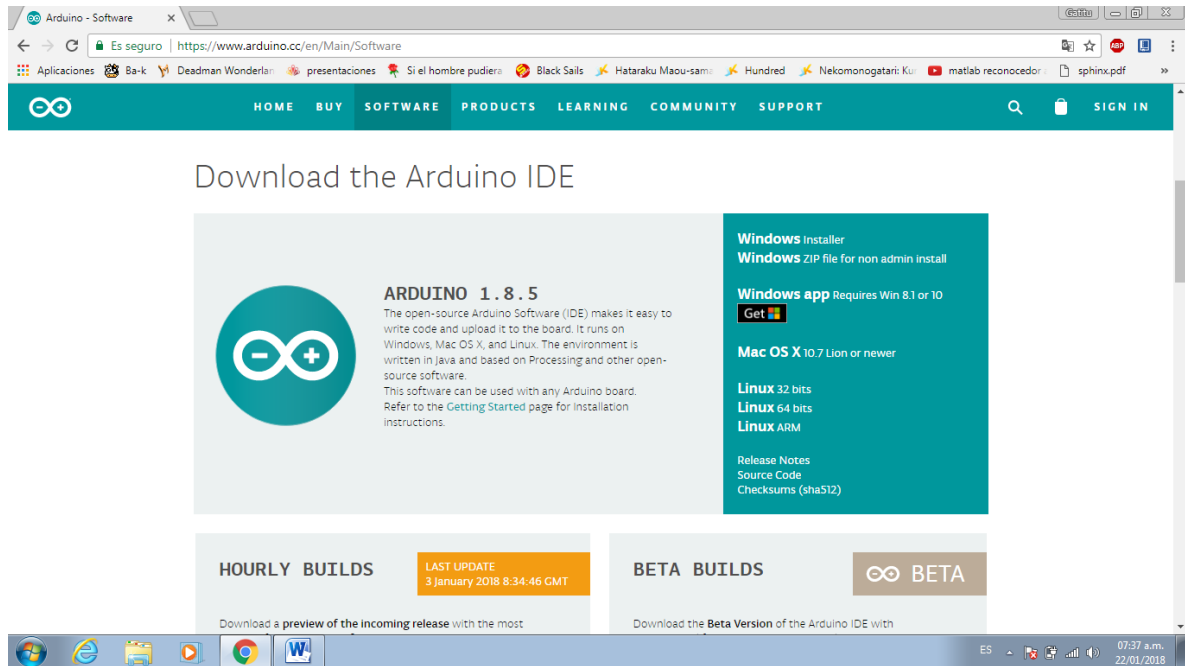 Arduino - Software
Gattu
Es seguro | https://www.arduino.cc/en/Main/Software
ABP
Aplicaciones Ba-k Deadman Wonderlan presentaciones Si el hombre pudiera Black Sails Hataraku Maou-sama Hundred Nekomonogatari: Ku matlab reconocedor sphinx.pdf »
HOME BUY SOFTWARE PRODUCTS LEARNING COMMUNITY SUPPORT SIGN IN
Download the Arduino IDE
ARDUINO 1.8.5
The open-source Arduino Software (IDE) makes it easy to
write code and upload it to the board. It runs on
Windows, Mac OS X, and Linux. The environment is
written in Java and based on Processing and other open-
source software.
This software can be used with any Arduino board.
Refer to the Getting Started page for Installation
instructions.
Windows Installer
Windows ZIP file for non admin install
Windows app Requires Win 8.1 or 10
Get
Mac OS X 10.7 Lion or newer
Linux 32 bits
Linux 64 bits
Linux ARM
Release Notes
Source Code
Checksums (sha512)
HOURLY BUILDS
LAST UPDATE
3 January 2018 8:34:46 GMT
Download a preview of the incoming release with the most
BETA BUILDS
BETA
Download the Beta Version of the Arduino IDE with
ES
07:37 a.m.
22/01/2018